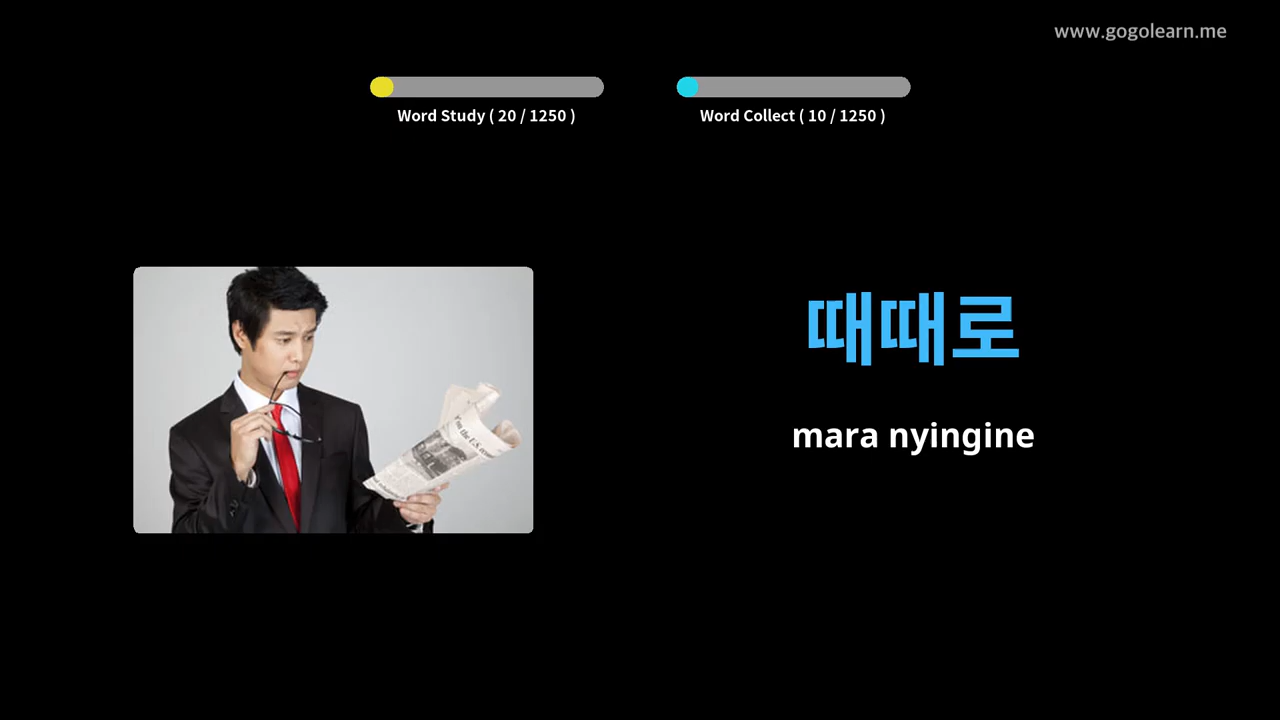 www.gogolearn.me
Word Study ( 20 / 1250 )
Word Collect ( 10 / 1250 )
때때로
mara nyingine